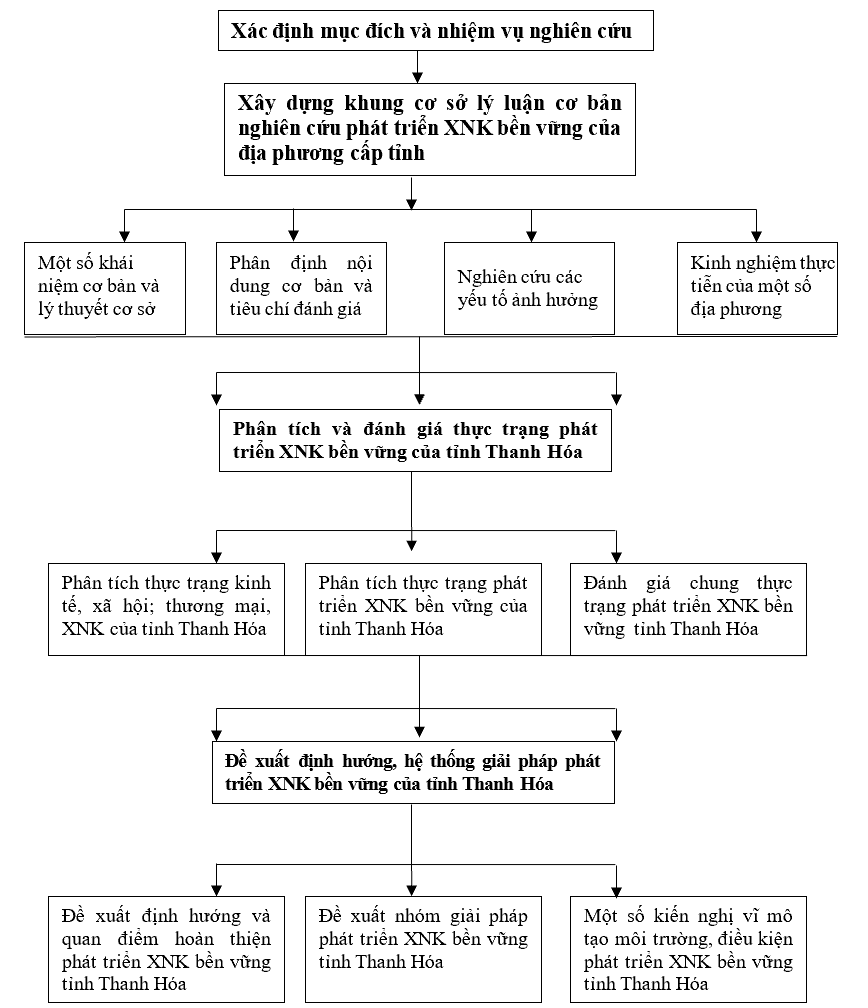 Xác định mục đích và nhiệm vụ nghiên cứu
Xây dựng khung cơ sở lý luận cơ bản
nghiên cứu phát triển XNK bền vững của
địa phương cấp tỉnh
Một số khái
niệm cơ bản và
lý thuyết cơ sở
Phân định nội
dung cơ bản và
tiêu chí đánh giá
Nghiên cứu các
yếu tố ảnh hưởng
Kinh nghiệm thực
tiễn của một số
địa phương
Phân tích và đánh giá thực trạng phát
triển XNK bền vững của tỉnh Thanh Hóa
Phân tích thực trạng kinh
tế, xã hội; thương mại,
XNK của tỉnh Thanh Hóa
Phân tích thực trạng phát
triển XNK bền vững của
tỉnh Thanh Hóa
Đánh giá chung thực
trạng phát triển XNK bền
vững tỉnh Thanh Hóa
Đề xuất định hướng, hệ thống giải pháp phát
triển XNK bền vững của tỉnh Thanh Hóa
Đề xuất định hướng và
quan điểm hoàn thiện
phát triển XNK bền vững
tỉnh Thanh Hóa
Đề xuất nhóm giải pháp
phát triển XNK bền vững
tỉnh Thanh Hóa
Một số kiến nghị vĩ mô
tạo môi trường, điều kiện
phát triển XNK bền vững
tỉnh Thanh Hóa